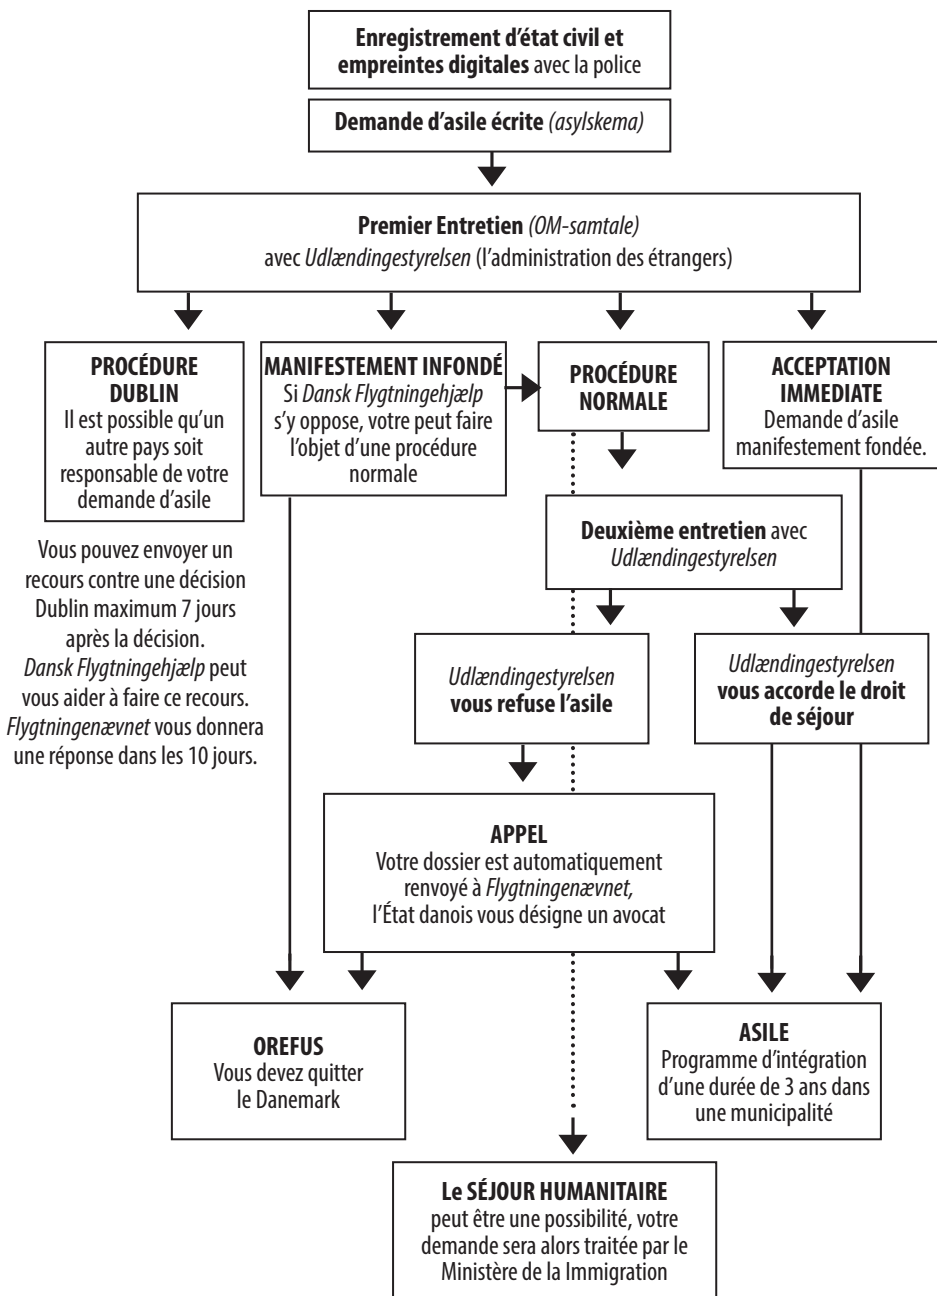 Enregistrement d'état civil et
empreintes digitales avec la police
Demande d'asile écrite (asylskema)
Premier Entretien (OM-samtale)
avec Udlændingestyrelsen (l'administration des étrangers)
PROCÉDURE
DUBLIN
Il est possible qu'un
autre pays soit
responsable de votre
demande d'asile
Vous pouvez envoyer un
recours contre une décision
Dublin maximum 7 jours
après la décision.
Dansk Flygtningehjælp peut
vous aider à faire ce recours.
Flygtningenævnet vous donnera
une réponse dans les 10 jours.
MANIFESTEMENT INFONDÉ
Si Dansk Flygtningehjælp
s'y oppose, votre peut faire
l'objet d'une procédure
normale
PROCÉDURE
NORMALE
ACCEPTATION
IMMEDIATE
Demande d'asile
manifestement fondée.
Deuxième entretien avec
Udlændingestyrelsen
Udlændingestyrelsen
vous refuse l'asile
Udlændingestyrelsen
vous accorde le droit
de séjour
APPEL
Votre dossier est automatiquement
renvoyé à Flygtningenævnet,
l'État danois vous désigne un avocat
OREFUS
Vous devez quitter
le Danemark
ASILE
Programme d'intégration
d'une durée de 3 ans dans
une municipalité
Le SÉJOUR HUMANITAIRE
peut être une possibilité, votre
demande sera alors traitée par le
Ministère de la Immigration